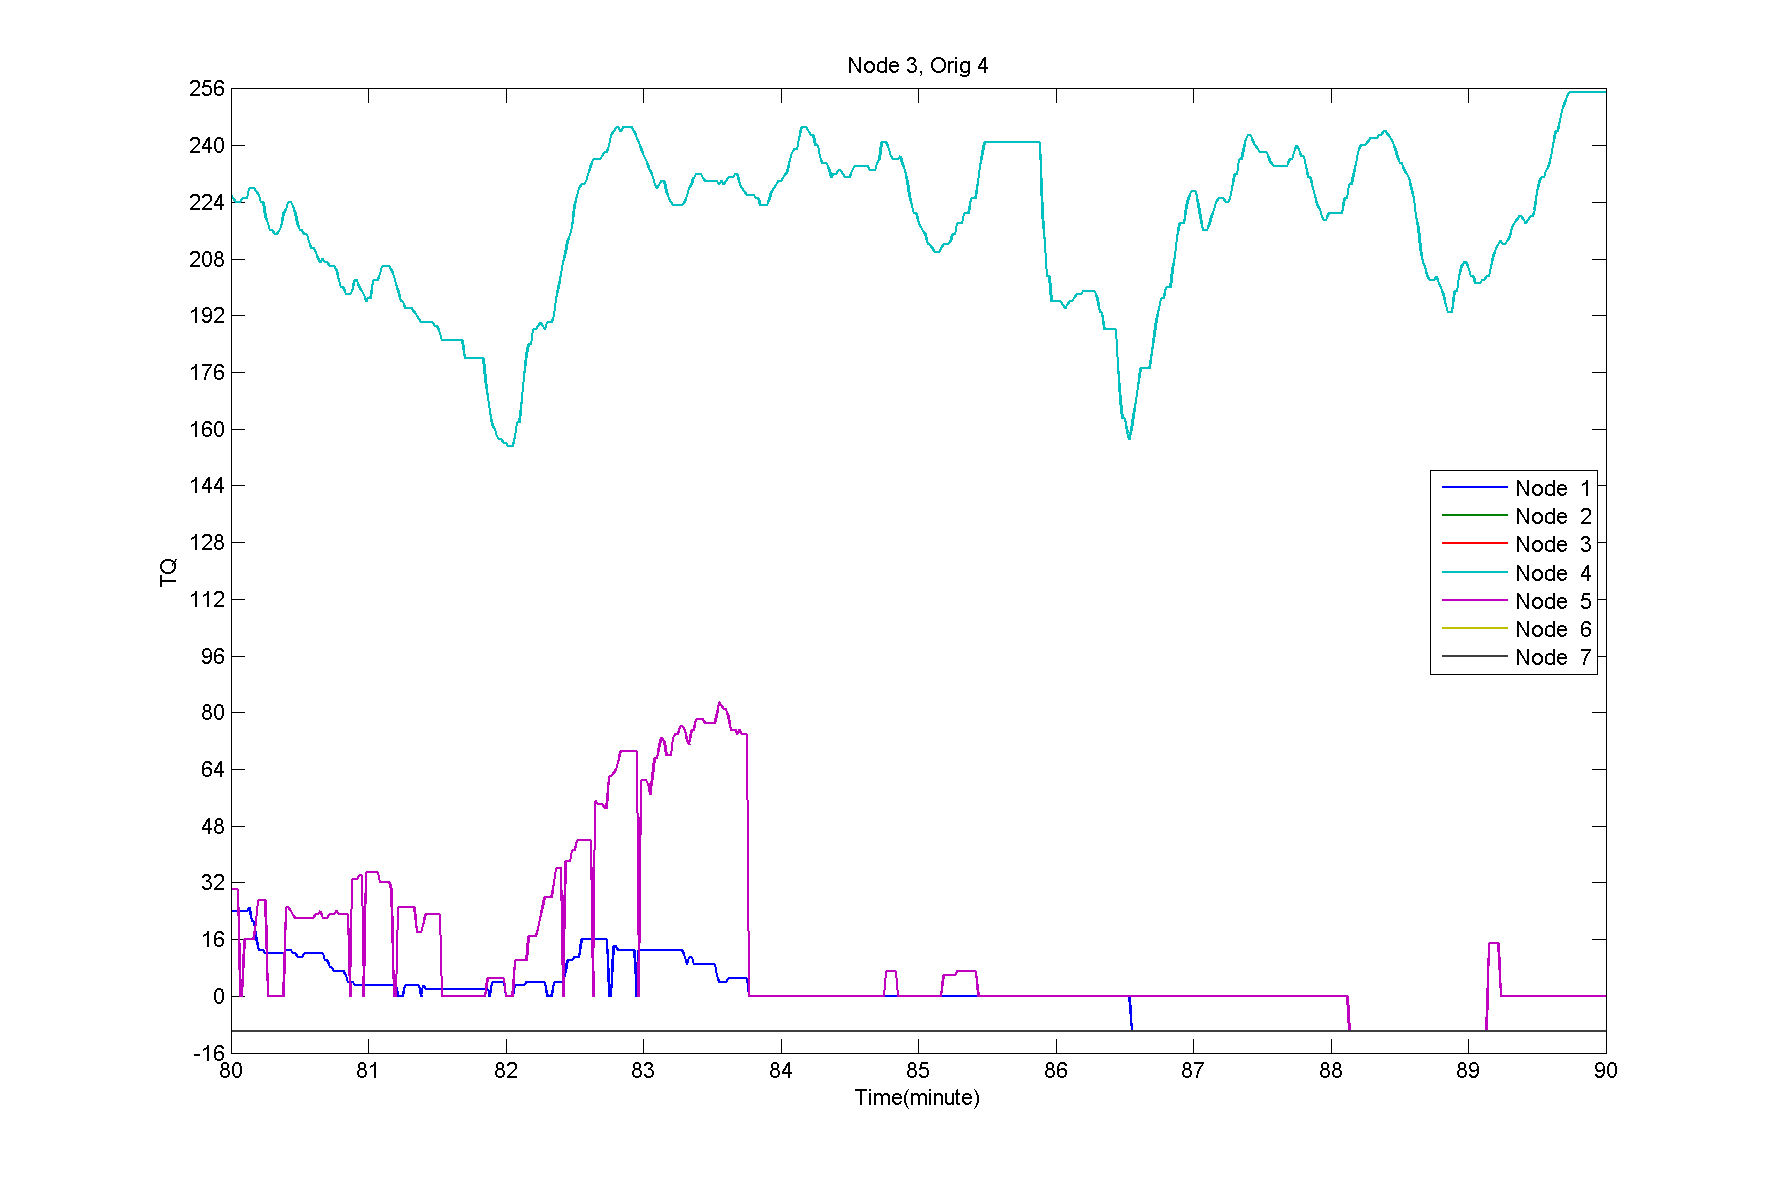 Node 3, Orig 4
256
240
224
208
192
176
160
144
128
112
96
80
64
48
32
16
0
-16
TQ
Node 1
Node 2
Node 3
Node 4
Node 5
Node 6
Node 7
80 81 82 83 84 85 86 87 88 89 90
Time(minute)